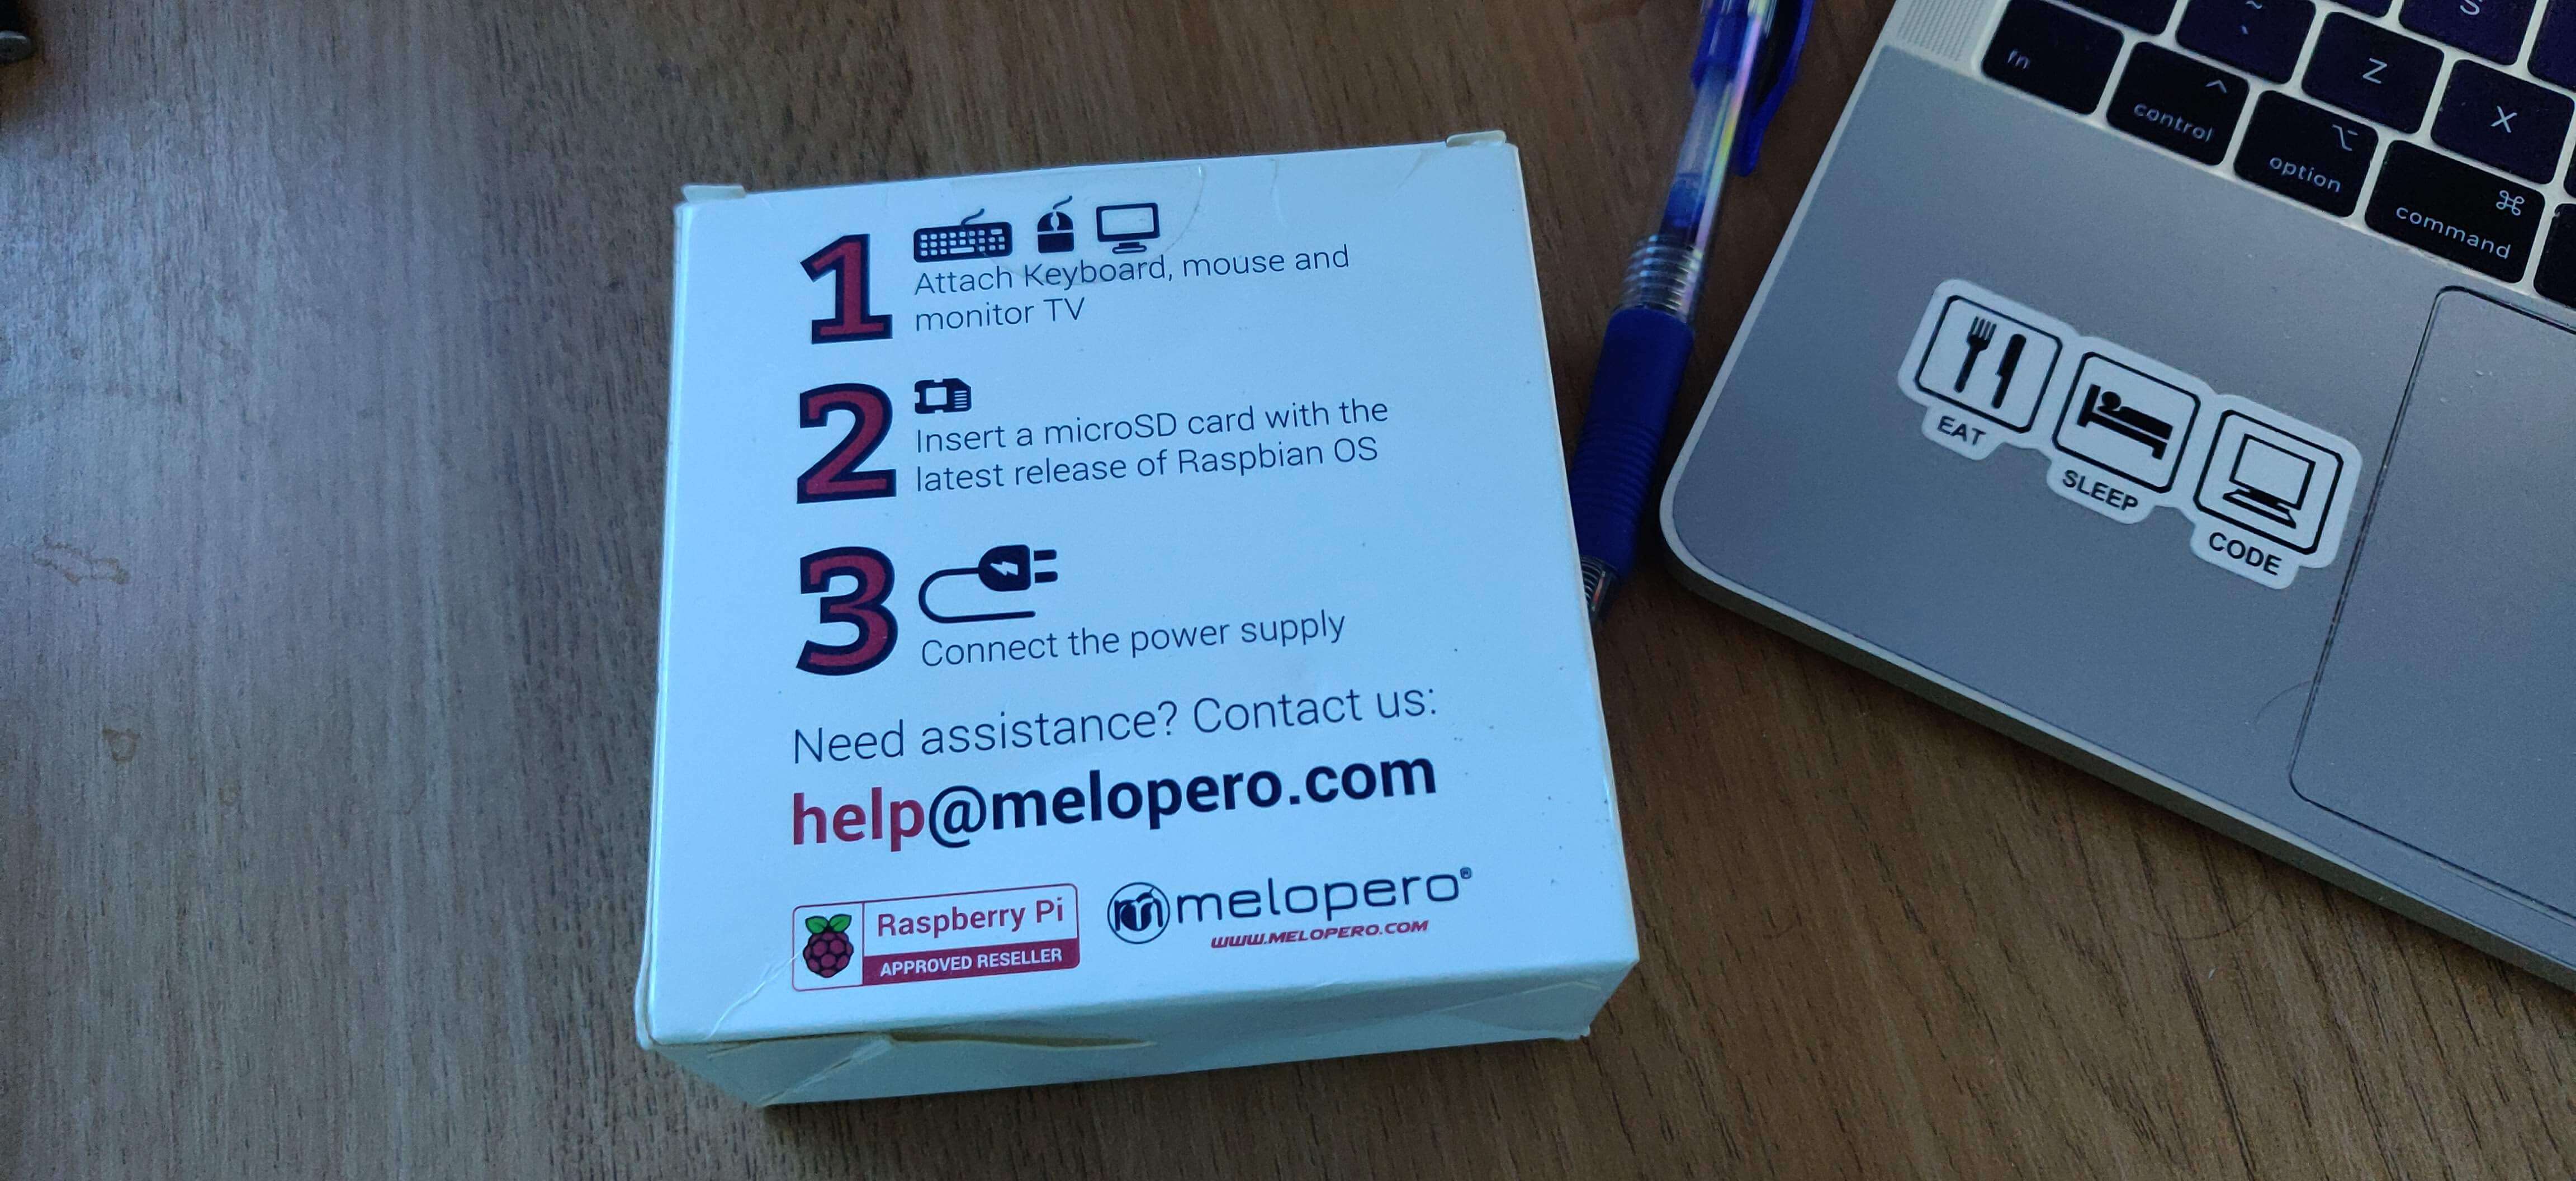 1
Attach Keyboard, mouse and
monitor TV
2
Insert a microSD card with the
latest release of Raspbian OS
3
Connect the power supply
Need assistance? Contact us:
help@melopero.com
Raspberry Pi
APPROVED RESELLER
melopero®
WWW.MELOPERO.COM
~
`
S
fn
^
control
⌥
option
Z
X
⌘
command
EAT
SLEEP
CODE